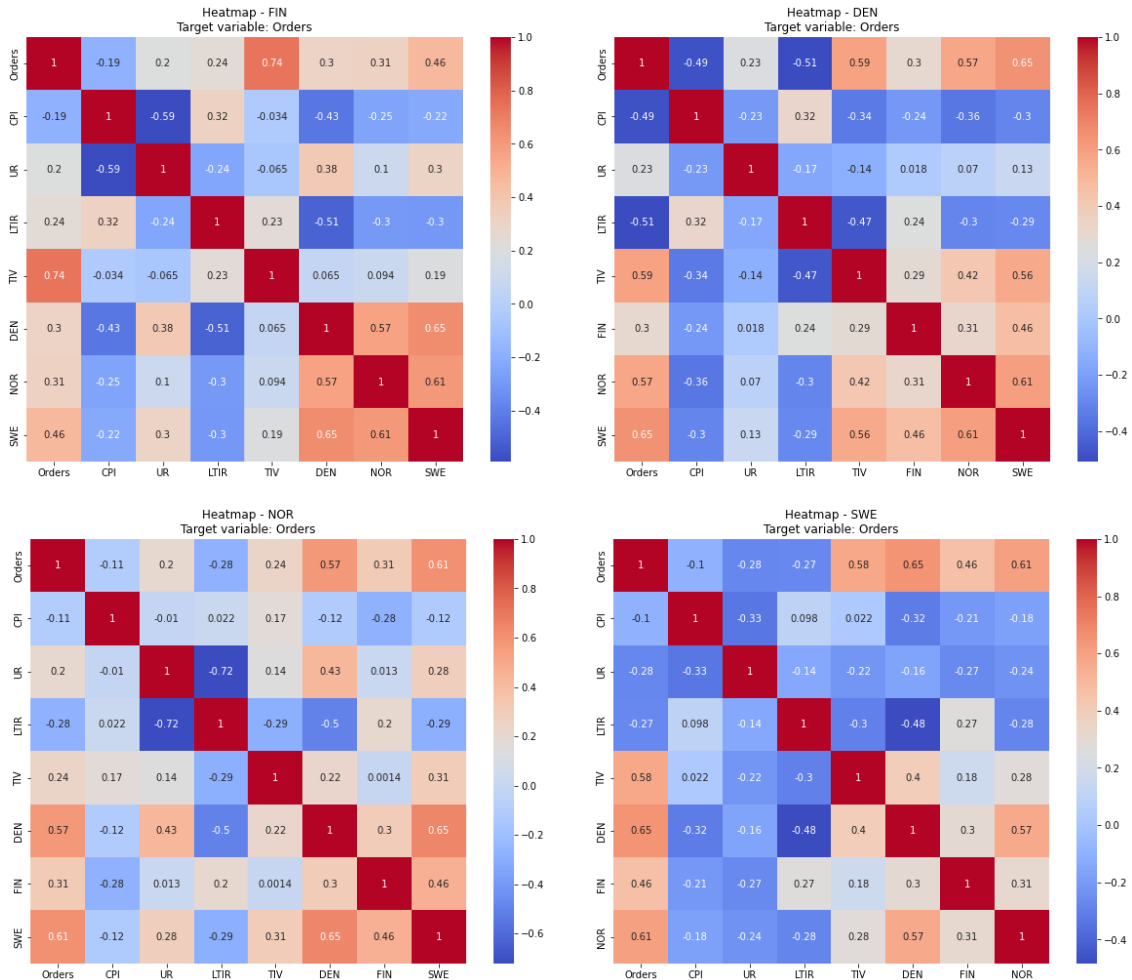 Heatmap - FIN
Target variable: Orders
Orders 1 -0.19 0.2 0.24 0.74 0.3 0.31 0.46
CPI -0.19 1 -0.59 0.32 -0.034 -0.43 -0.25 -0.22
UR 0.2 -0.59 1 -0.24 -0.065 0.38 0.1 0.3
LTIR 0.24 0.32 -0.24 1 0.23 -0.51 -0.3 -0.3
TIV 0.74 -0.034 -0.065 0.23 1 0.065 0.094 0.19
DEN 0.3 -0.43 0.38 -0.51 0.065 1 0.57 0.65
NOR 0.31 -0.25 0.1 -0.3 0.094 0.57 1 0.61
SWE 0.46 -0.22 0.3 -0.3 0.19 0.65 0.61 1
Orders CPI UR LTIR TIV DEN NOR SWE
1.0
0.8
0.6
0.4
0.2
0.0
-0.2
-0.4
Heatmap - DEN
Target variable: Orders
Orders 1 -0.49 0.23 -0.51 0.59 0.3 0.57 0.65
CPI -0.49 1 -0.23 0.32 -0.34 -0.24 -0.36 -0.3
UR 0.23 -0.23 1 -0.17 -0.14 0.018 0.07 0.13
LTIR -0.51 0.32 -0.17 1 -0.47 0.24 -0.3 -0.29
TIV 0.59 -0.34 -0.14 -0.47 1 0.29 0.42 0.56
FIN 0.3 -0.24 0.018 0.24 0.29 1 0.31 0.46
NOR 0.57 -0.36 0.07 -0.3 0.42 0.31 1 0.61
SWE 0.65 -0.3 0.13 -0.29 0.56 0.46 0.61 1
Orders CPI UR LTIR TIV FIN NOR SWE
1.0
0.8
0.6
0.4
0.2
0.0
-0.2
-0.4
Heatmap - NOR
Target variable: Orders
Orders 1 -0.11 0.2 -0.28 0.24 0.57 0.31 0.61
CPI -0.11 1 -0.01 0.022 0.17 -0.12 -0.28 -0.12
UR 0.2 -0.01 1 -0.72 0.14 0.43 0.013 0.28
LTIR -0.28 0.022 -0.72 1 -0.29 -0.5 0.2 -0.29
TIV 0.24 0.17 0.14 -0.29 1 0.22 0.0014 0.31
DEN 0.57 -0.12 0.43 -0.5 0.22 1 0.3 0.65
FIN 0.31 -0.28 0.013 0.2 0.0014 0.3 1 0.46
SWE 0.61 -0.12 0.28 -0.29 0.31 0.65 0.46 1
Orders CPI UR LTIR TIV DEN FIN SWE
1.0
0.8
0.6
0.4
0.2
0.0
-0.2
-0.4
-0.6
Heatmap - SWE
Target variable: Orders
Orders 1 -0.1 -0.28 -0.27 0.58 0.65 0.46 0.61
CPI -0.1 1 -0.33 0.098 0.022 -0.32 -0.21 -0.18
UR -0.28 -0.33 1 -0.14 -0.22 -0.16 -0.27 -0.24
LTIR -0.27 0.098 -0.14 1 -0.3 -0.48 0.27 -0.28
TIV 0.58 0.022 -0.22 -0.3 1 0.4 0.18 0.28
DEN 0.65 -0.32 -0.16 -0.48 0.4 1 0.3 0.57
FIN 0.46 -0.21 -0.27 0.27 0.18 0.3 1 0.31
NOR 0.61 -0.18 -0.24 -0.28 0.28 0.57 0.31 1
Orders CPI UR LTIR TIV DEN FIN NOR
1.0
0.8
0.6
0.4
0.2
0.0
-0.2
-0.4